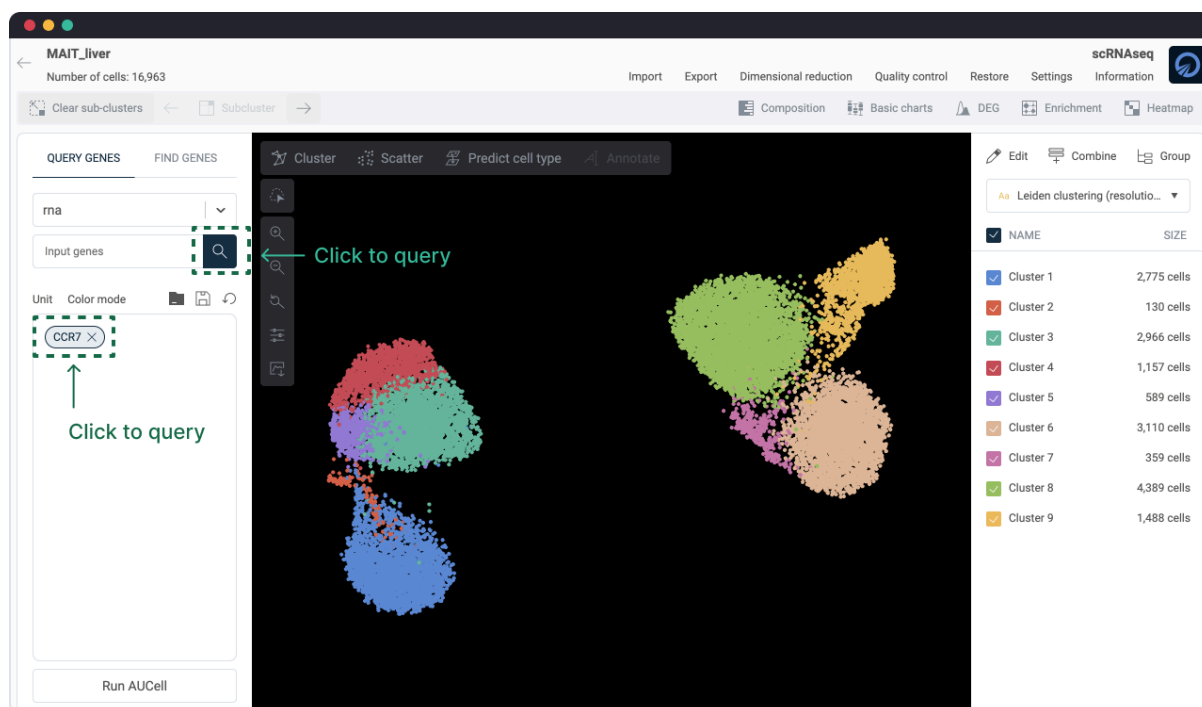 MAIT_liver
Number of cells: 16,963
scRNAseq
Import Export Dimensional reduction Quality control Restore Settings Information
Clear sub-clusters Subcluster
Composition Basic charts DEG Enrichment Heatmap
QUERY GENES FIND GENES
rna
Input genes
Unit Color mode
CCR7
Click to query
Run AUCell
Cluster Scatter Predict cell type Annotate
Click to query
Edit Combine Group
Aa Leiden clustering (resolutio...
NAME SIZE
Cluster 1 2,775 cells
Cluster 2 130 cells
Cluster 3 2,966 cells
Cluster 4 1,157 cells
Cluster 5 589 cells
Cluster 6 3,110 cells
Cluster 7 359 cells
Cluster 8 4,389 cells
Cluster 9 1,488 cells